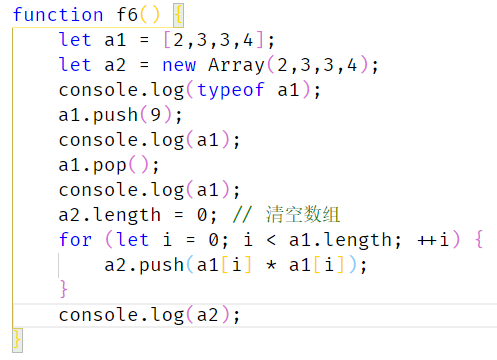 function f6() {
    let a1 = [2,3,3,4];
    let a2 = new Array(2,3,3,4);
    console.log(typeof a1);
    a1.push(9);
    console.log(a1);
    a1.pop();
    console.log(a1);
    a2.length = 0; // 清空数组
    for (let i = 0; i < a1.length; ++i) {
        a2.push(a1[i] * a1[i]);
    }
    console.log(a2);
}